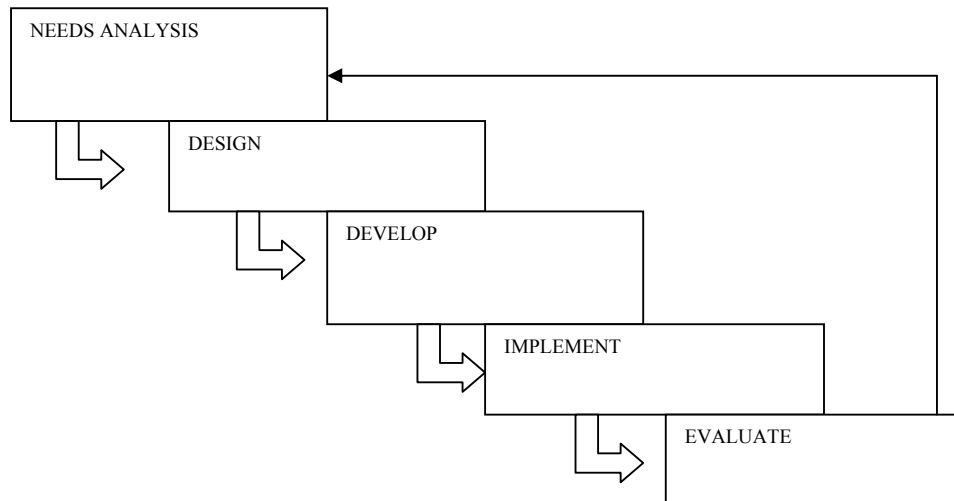 NEEDS ANALYSIS
DESIGN
DEVELOP
IMPLEMENT
EVALUATE